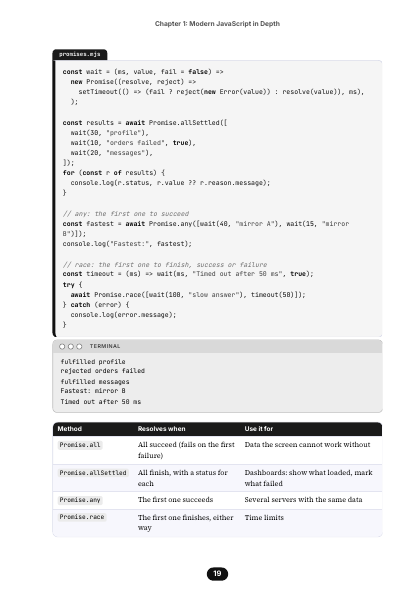 Chapter 1: Modern JavaScript in Depth
promises.mjs
const wait = (ms, value, fail = false) =>
  new Promise((resolve, reject) =>
    setTimeout(() => (fail ? reject(new Error(value)) : resolve(value)), ms),
  );
const results = await Promise.allSettled([
  wait(30, "profile"),
  wait(10, "orders failed", true),
  wait(20, "messages"),
]);
for (const r of results) {
  console.log(r.status, r.value ?? r.reason.message);
}
// any: the first one to succeed
const fastest = await Promise.any([wait(40, "mirror A"), wait(15, "mirror
B")]);
console.log("Fastest:", fastest);
// race: the first one to finish, success or failure
const timeout = (ms) => wait(ms, "Timed out after 50 ms", true);
try {
  await Promise.race([wait(100, "slow answer"), timeout(50)]);
} catch (error) {
  console.log(error.message);
}
TERMINAL
fulfilled profile
rejected orders failed
fulfilled messages
Fastest: mirror B
Timed out after 50 ms
Method Resolves when Use it for
Promise.all All succeed (fails on the first failure) Data the screen cannot work without
Promise.allSettled All finish, with a status for each Dashboards: show what loaded, mark what failed
Promise.any The first one succeeds Several servers with the same data
Promise.race The first one finishes, either way Time limits
19